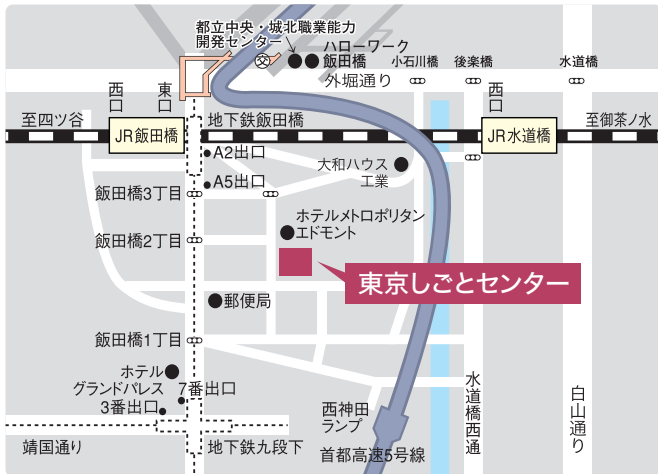 都立中央・城北職業能力
開発センター
ハローワーク
飯田橋
小石川橋
後楽橋
水道橋
外堀通り
西口
東口
西口
至四ツ谷
JR飯田橋
地下鉄飯田橋
JR水道橋
至御茶ノ水
A2出口
大和ハウス
工業
A5出口
飯田橋3丁目
ホテルメトロポリタン
エドモント
飯田橋2丁目
東京しごとセンター
郵便局
飯田橋1丁目
ホテル
グランドパレス
7番出口
3番出口
西神田
ランプ
水道橋西通
白山通り
靖国通り
地下鉄九段下
首都高速5号線
交